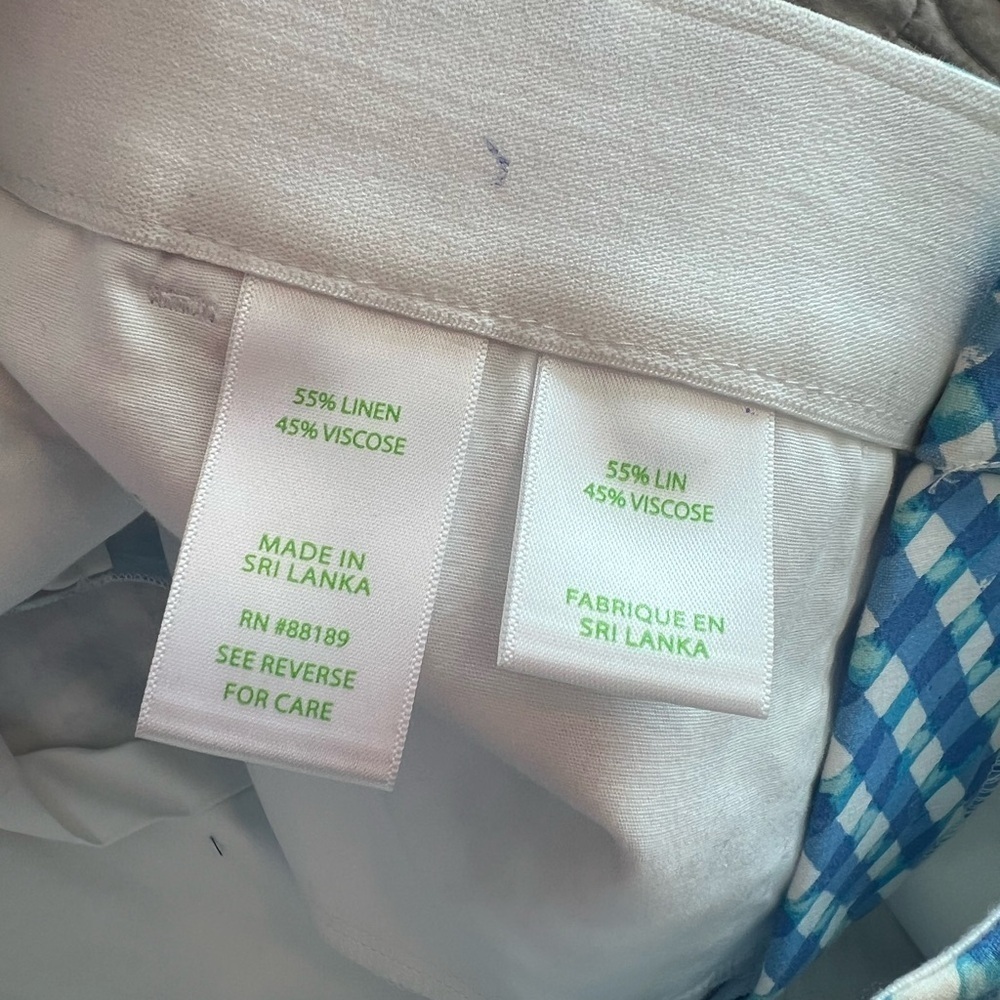 55% LINEN
45% VISCOSE
MADE IN
SRI LANKA
RN #88189
SEE REVERSE
FOR CARE
55% LIN
45% VISCOSE
FABRIQUE EN
SRI LANKA